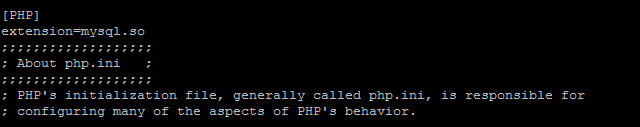 [PHP]
extension=mysql.so
;;;;;;;;;;;;;;;;;;;
; About php.ini   ;
;;;;;;;;;;;;;;;;;;;
; PHP's initialization file, generally called php.ini, is responsible for
; configuring many of the aspects of PHP's behavior.